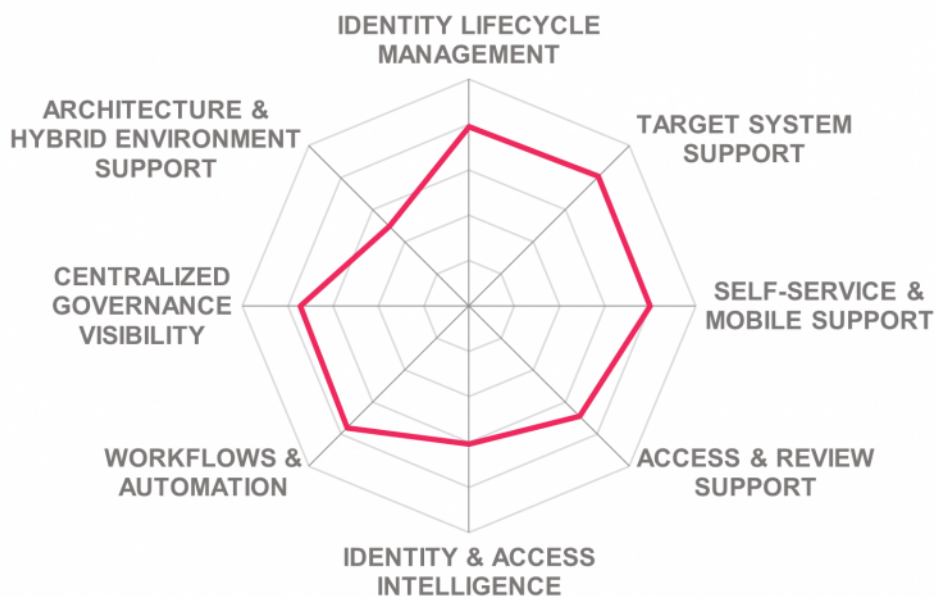 IDENTITY LIFECYCLE
MANAGEMENT
TARGET SYSTEM
SUPPORT
SELF-SERVICE &
MOBILE SUPPORT
ACCESS & REVIEW
SUPPORT
IDENTITY & ACCESS
INTELLIGENCE
WORKFLOWS &
AUTOMATION
CENTRALIZED
GOVERNANCE
VISIBILITY
ARCHITECTURE &
HYBRID ENVIRONMENT
SUPPORT